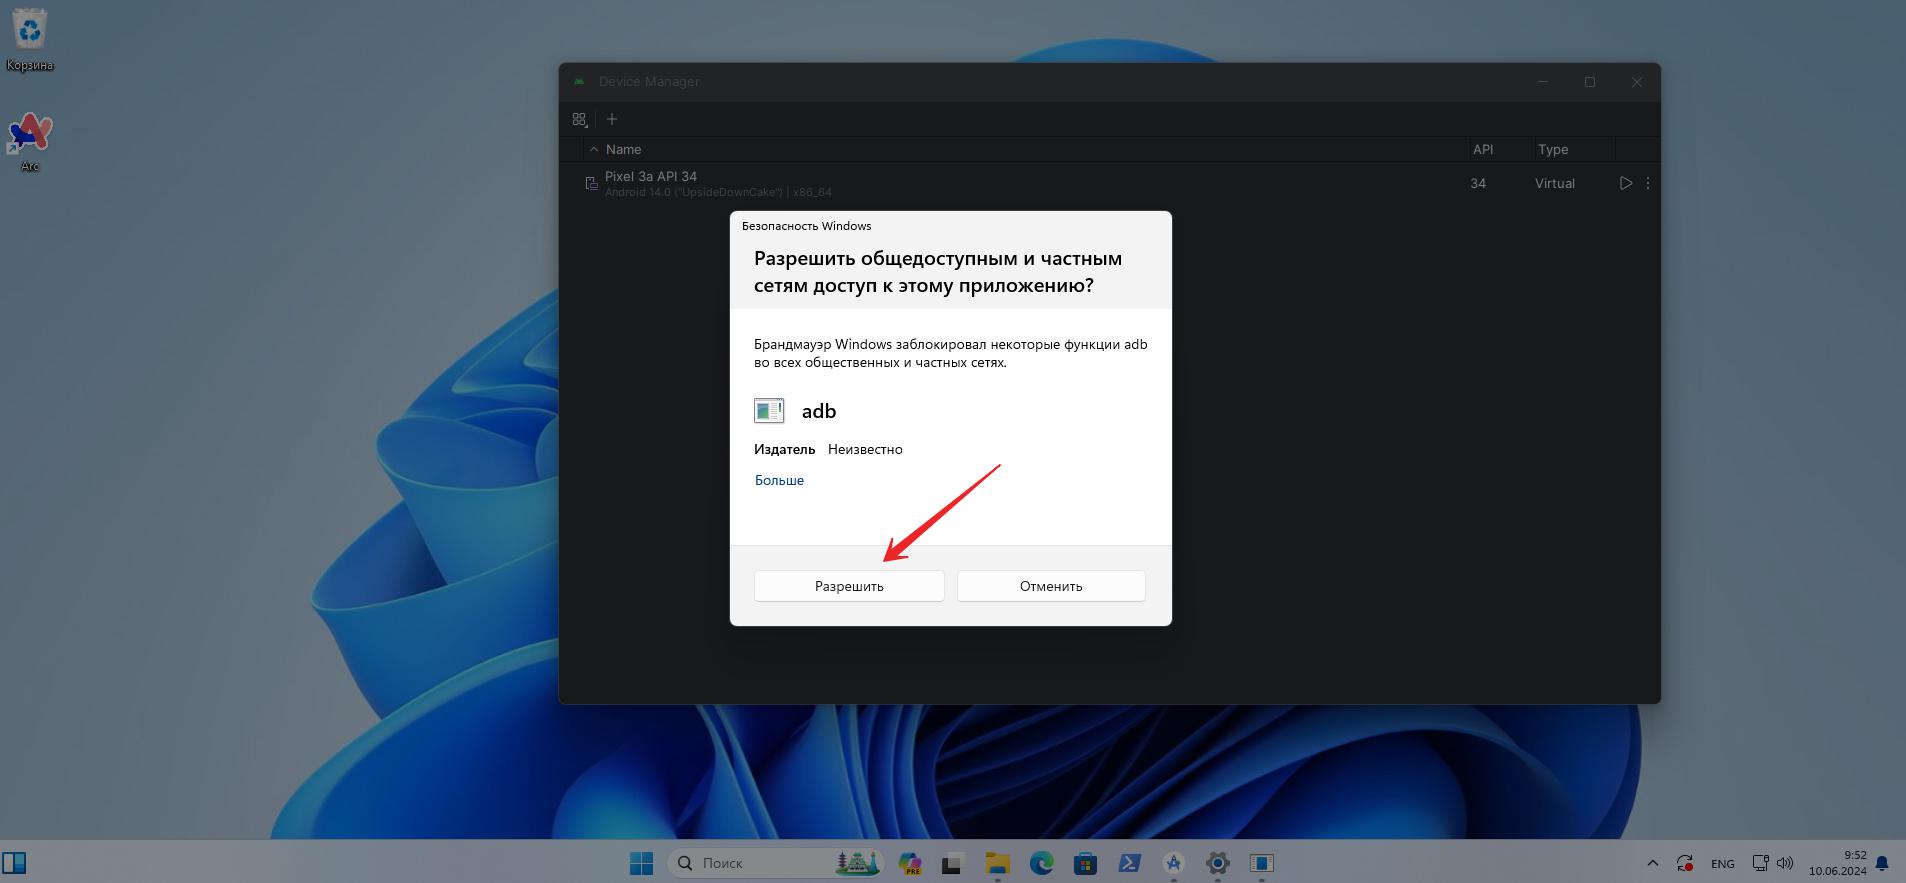 Корзина
Arc
Device Manager
Name
API
Type
Pixel 3a API 34
Android 14.0 ("UpsideDownCake") | x86_64
34
Virtual
Безопасность Windows
Разрешить общедоступным и частным
сетям доступ к этому приложению?
Брандмауэр Windows заблокировал некоторые функции adb
во всех общественных и частных сетях.
adb
Издатель Неизвестно
Больше
Разрешить
Отменить
Поиск
PRE
ENG
9:52
10.06.2024